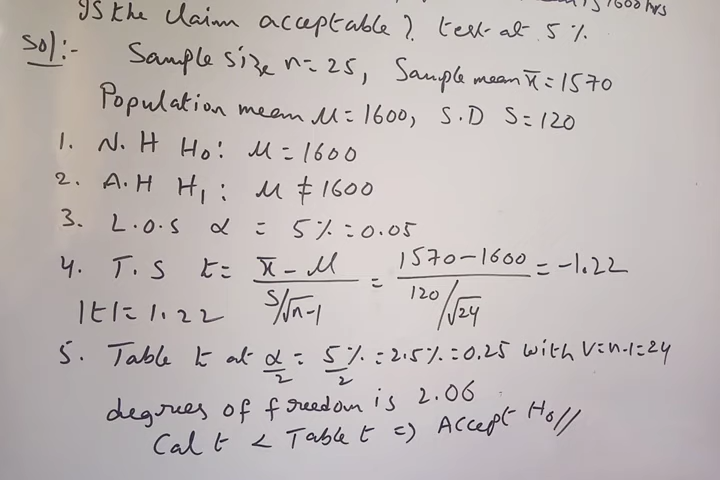 is 1600 hrs
Is the claim acceptable? test at 5%
Sol:- Sample size n = 25, Sample mean x̄ = 1570
Population mean μ = 1600, S.D S = 120
1. N.H H₀: μ = 1600
2. A.H H₁: μ ≠ 1600
3. L.O.S α = 5% = 0.05
4. T.S t = (x̄ - μ)/(S/√n-1) = (1570 - 1600)/(120/√24) = -1.22
|t| = 1.22
5. Table t at α/2 = 5%/2 = 2.5% = 0.25 with V = n-1 = 24
degrees of freedom is 2.06
Cal t < Table t => Accept H₀//